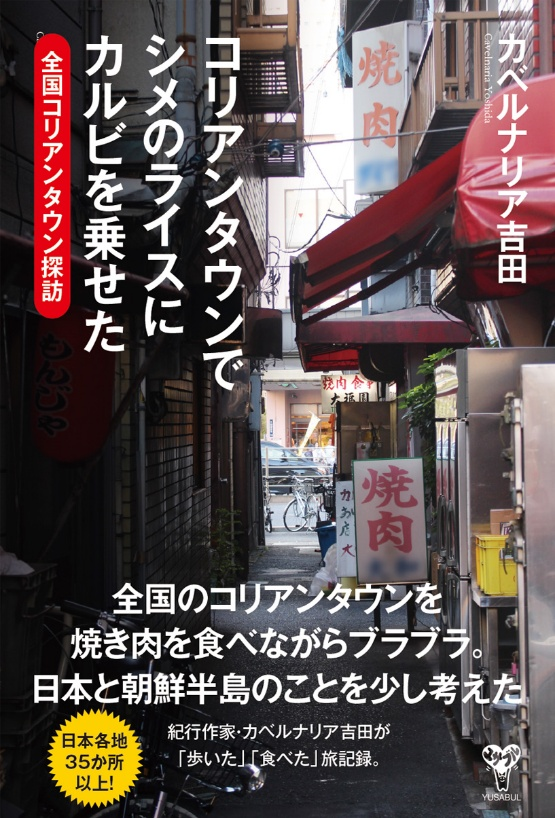 コリアンタウンで
シメのライスに
カルビを乗せた
全国コリアンタウン探訪
カベルナリア吉田
Cavelnaria Yoshida
焼肉
もんじゃ
焼肉
全国のコリアンタウンを
焼き肉を食べながらブラブラ。
日本と朝鮮半島のことを少し考えた
紀行作家・カベルナリア吉田が
「歩いた」「食べた」旅記録。
日本各地
35か所
以上!
YUSABUL